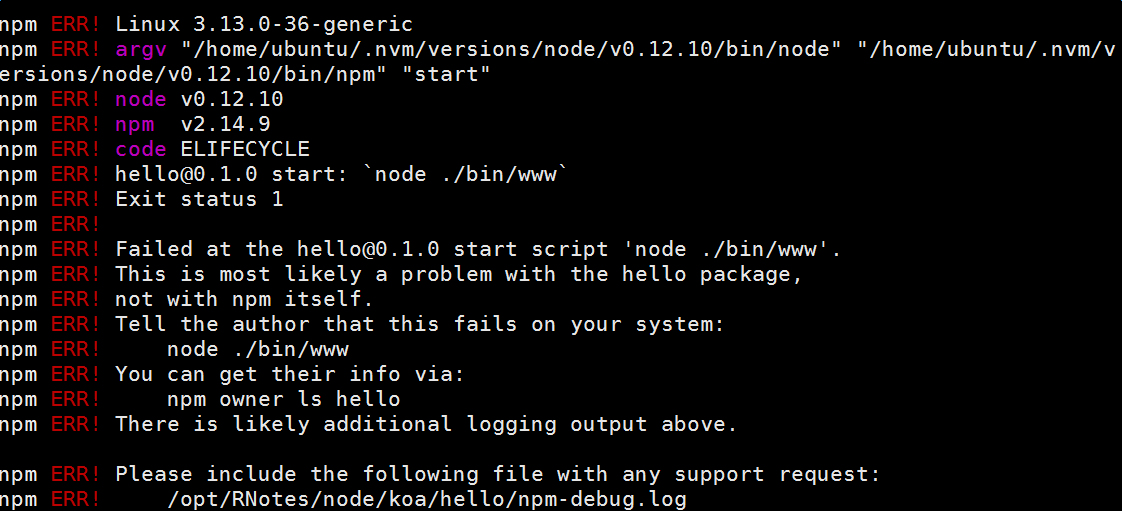 npm ERR! Linux 3.13.0-36-generic
npm ERR! argv "/home/ubuntu/.nvm/versions/node/v0.12.10/bin/node" "/home/ubuntu/.nvm/v
ersions/node/v0.12.10/bin/npm" "start"
npm ERR! node v0.12.10
npm ERR! npm  v2.14.9
npm ERR! code ELIFECYCLE
npm ERR! hello@0.1.0 start: `node ./bin/www`
npm ERR! Exit status 1
npm ERR!
npm ERR! Failed at the hello@0.1.0 start script 'node ./bin/www'.
npm ERR! This is most likely a problem with the hello package,
npm ERR! not with npm itself.
npm ERR! Tell the author that this fails on your system:
npm ERR!     node ./bin/www
npm ERR! You can get their info via:
npm ERR!     npm owner ls hello
npm ERR! There is likely additional logging output above.

npm ERR! Please include the following file with any support request:
npm ERR!     /opt/RNotes/node/koa/hello/npm-debug.log